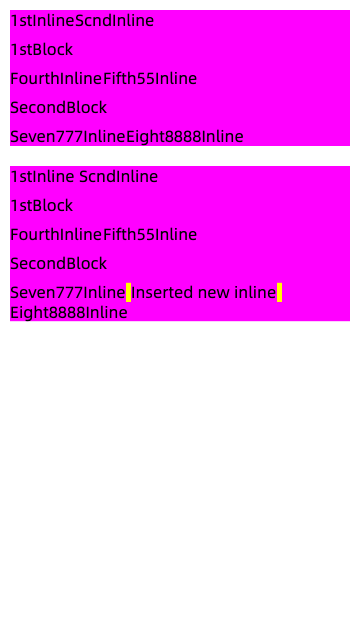 1stInlineScndInline
1stBlock
FourthInlineFifth55Inline
SecondBlock
Seven777InlineEight8888Inline
1stInline ScndInline
1stBlock
FourthInlineFifth55Inline
SecondBlock
Seven777Inline Inserted new inline
Eight8888Inline